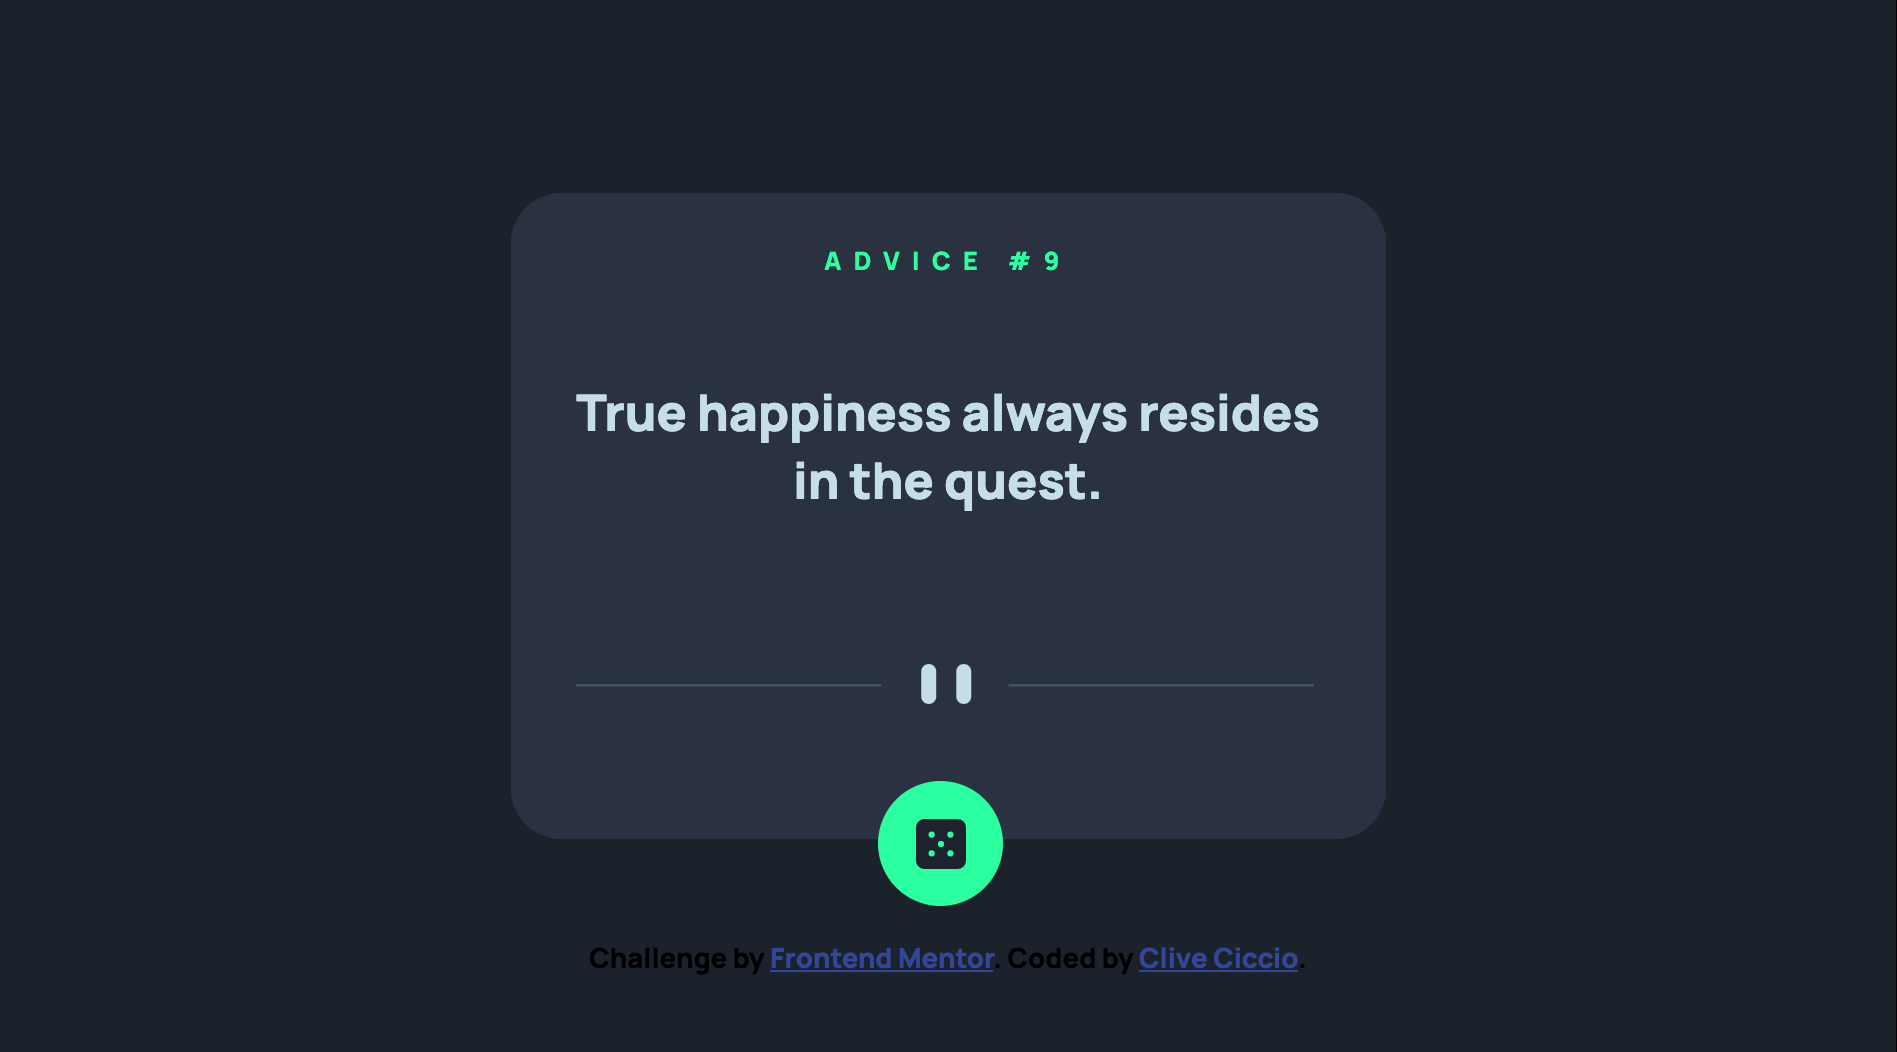 ADVICE #9
True happiness always resides
in the quest.
Challenge by Frontend Mentor. Coded by Clive Ciccio.